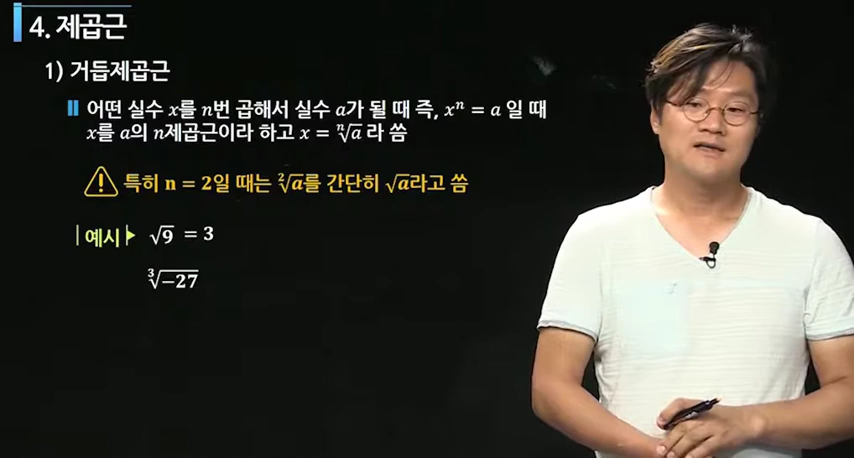 4. 제곱근
1) 거듭제곱근
어떤 실수 x를 n번 곱해서 실수 a가 될 때 즉, xⁿ = a 일 때
x를 a의 n제곱근이라 하고 x = ⁿ√a 라 씀
특히 n = 2일 때는 ²√a를 간단히 √a라고 씀
예시 √9 = 3
³√-27